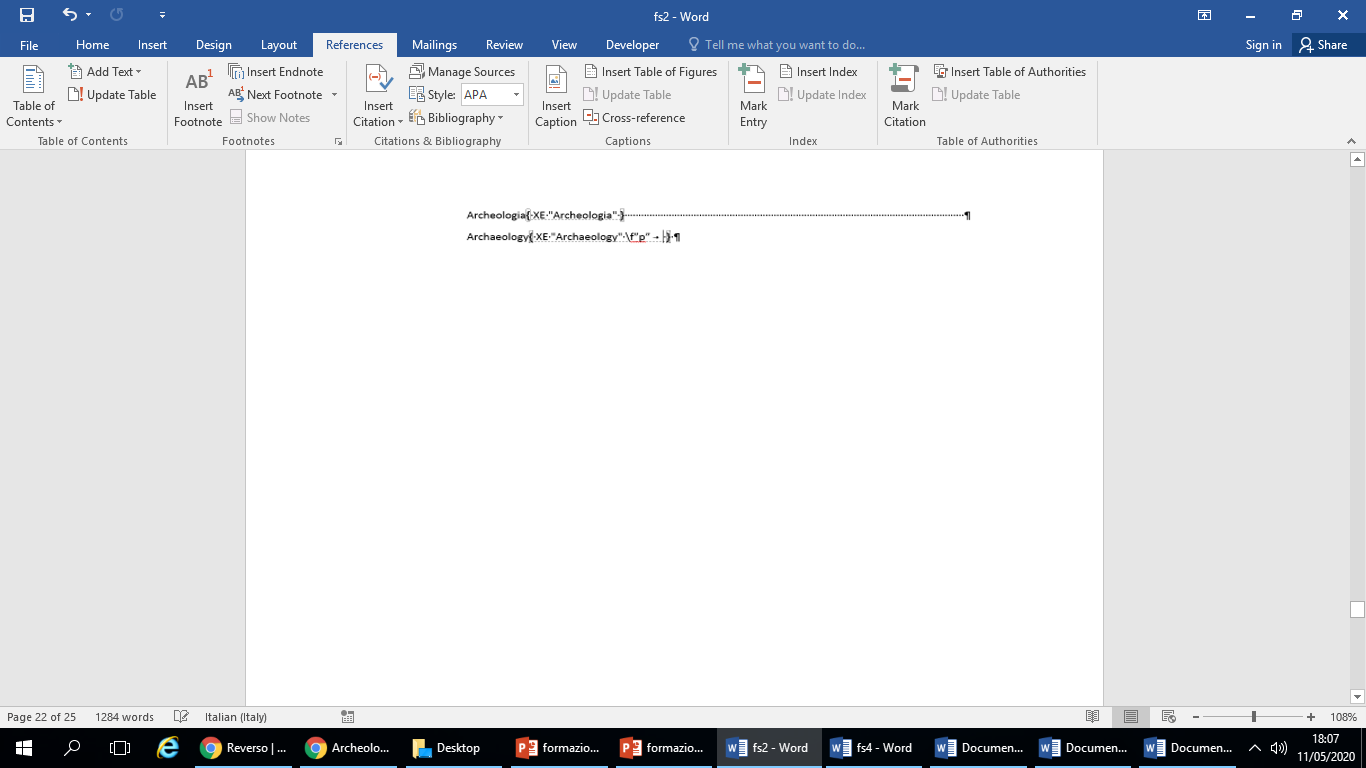 fs2 - Word
File Home Insert Design Layout References Mailings Review View Developer Tell me what you want to do... Sign in Share
Table of Contents
Add Text
Update Table
Table of Contents
AB1 Insert Footnote
Insert Endnote
AB1 Next Footnote
Show Notes
Footnotes
Insert Citation
Manage Sources
Style: APA
Bibliography
Citations & Bibliography
Insert Caption
Insert Table of Figures
Update Table
Cross-reference
Captions
Mark Entry
Insert Index
Update Index
Index
Mark Citation
Insert Table of Authorities
Update Table
Table of Authorities
Archeologia{·XE·"Archeologia"·}
Archaeology{·XE·"Archaeology"·\f"p" → ·}·¶
Page 22 of 25 1284 words Italian (Italy) 108%
Reverso | ... Archeolo... Desktop formazio... formazio... fs2 - Word fs4 - Word Documen... Documen... Documen... 18:07
11/05/2020